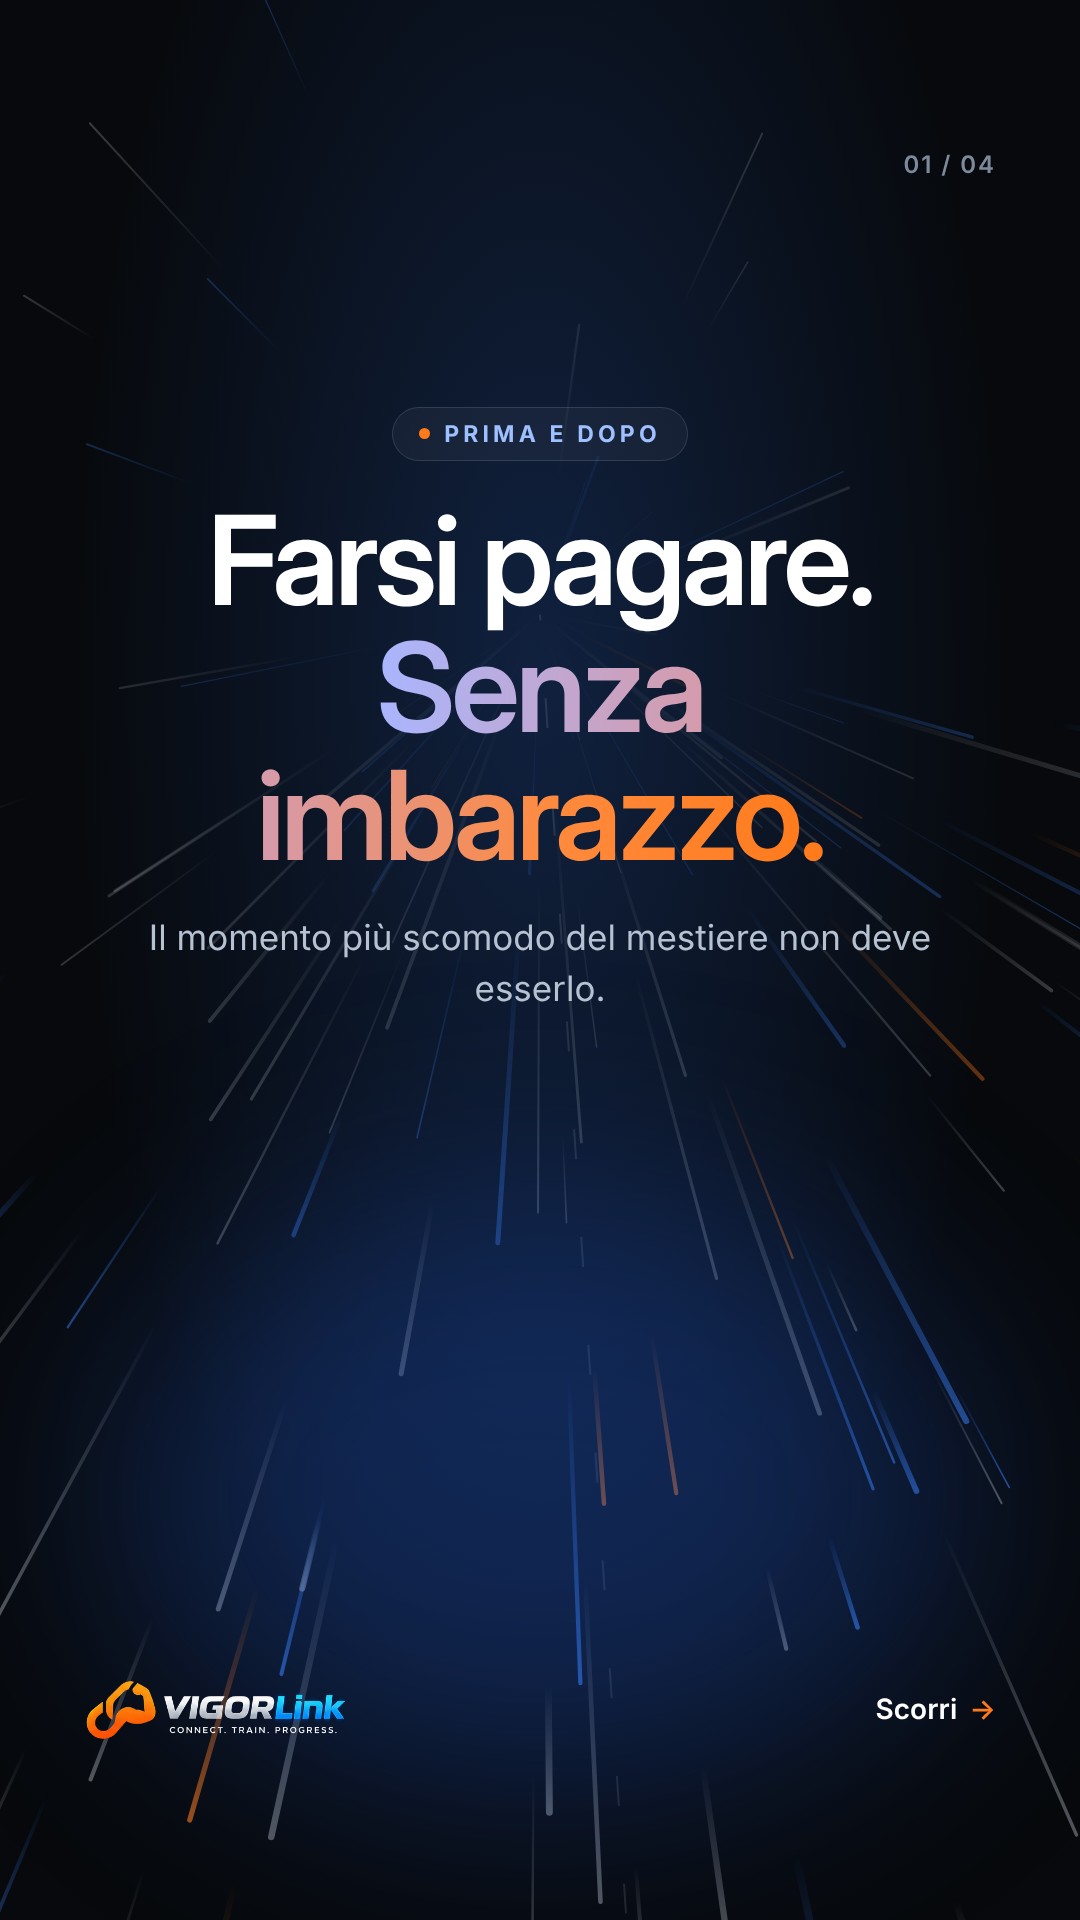 01 / 04
PRIMA E DOPO
Farsi pagare.
Senza
imbarazzo.
Il momento più scomodo del mestiere non deve
esserlo.
VIGORLink
CONNECT. TRAIN. PROGRESS.
Scorri →